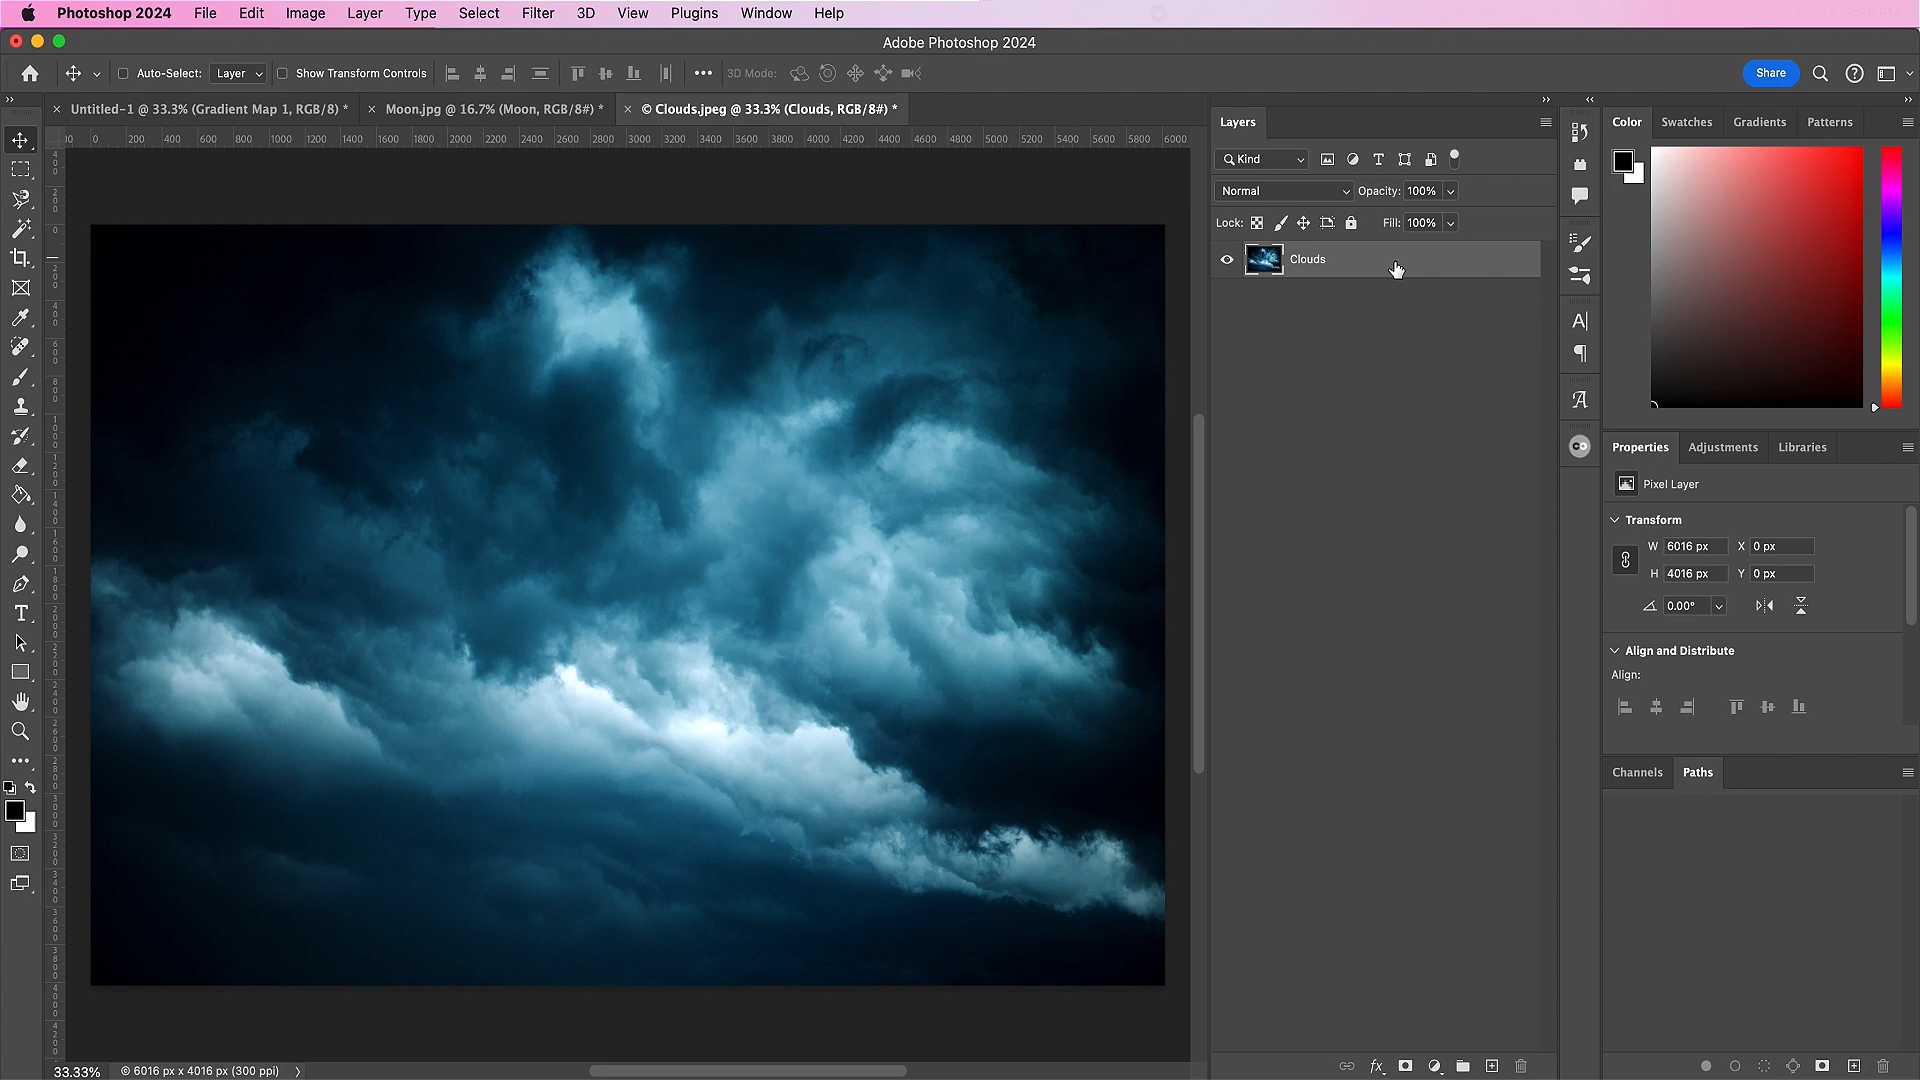 Photoshop 2024 File Edit Image Layer Type Select Filter 3D View Plugins Window Help
Adobe Photoshop 2024
Auto-Select: Layer Show Transform Controls 3D Mode: Share
Untitled-1 @ 33.3% (Gradient Map 1, RGB/8) * Moon.jpg @ 16.7% (Moon, RGB/8#) * © Clouds.jpeg @ 33.3% (Clouds, RGB/8#) *
0 200 400 600 800 1000 1200 1400 1600 1800 2000 2200 2400 2600 2800 3000 3200 3400 3600 3800 4000 4200 4400 4600 4800 5000 5200 5400 5600 5800 6000
Layers
Kind
Normal Opacity: 100%
Lock: Fill: 100%
Clouds
Color Swatches Gradients Patterns
Properties Adjustments Libraries
Pixel Layer
Transform
W 6016 px X 0 px
H 4016 px Y 0 px
0.00°
Align and Distribute
Align:
Channels Paths
33.33% © 6016 px x 4016 px (300 ppi)